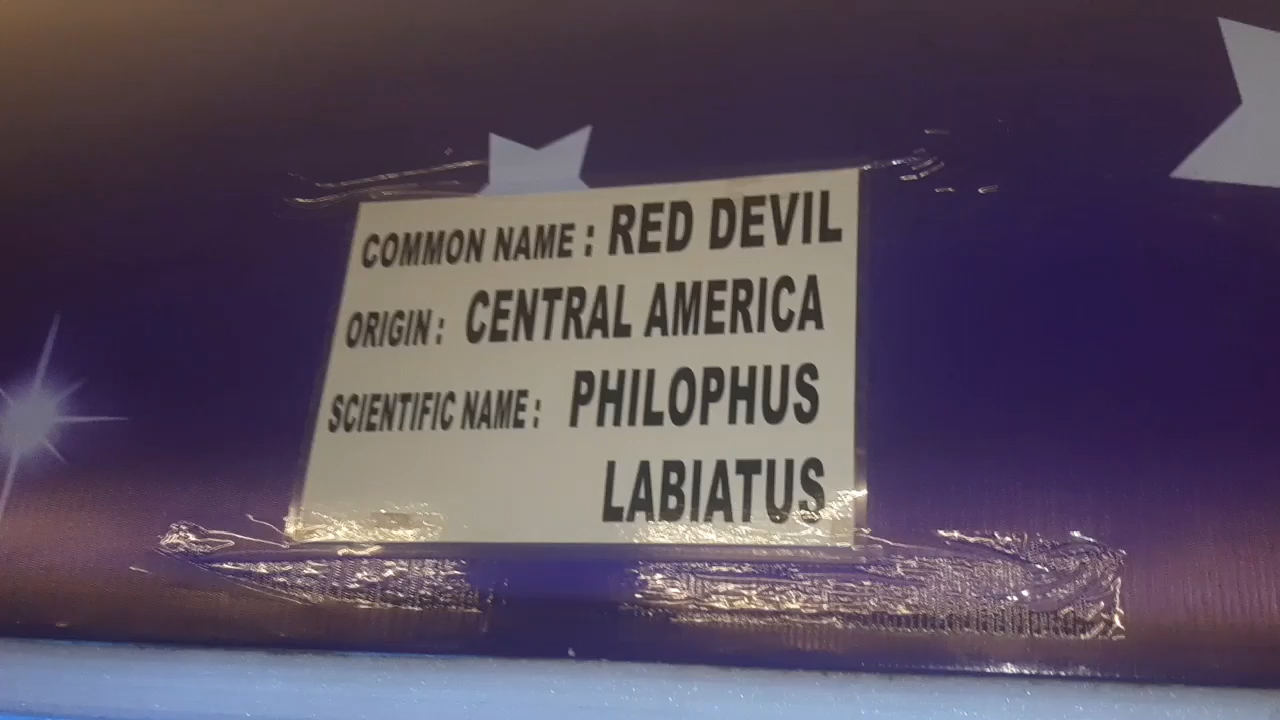 COMMON NAME : RED DEVIL
ORIGIN : CENTRAL AMERICA
SCIENTIFIC NAME : PHILOPHUS
LABIATUS